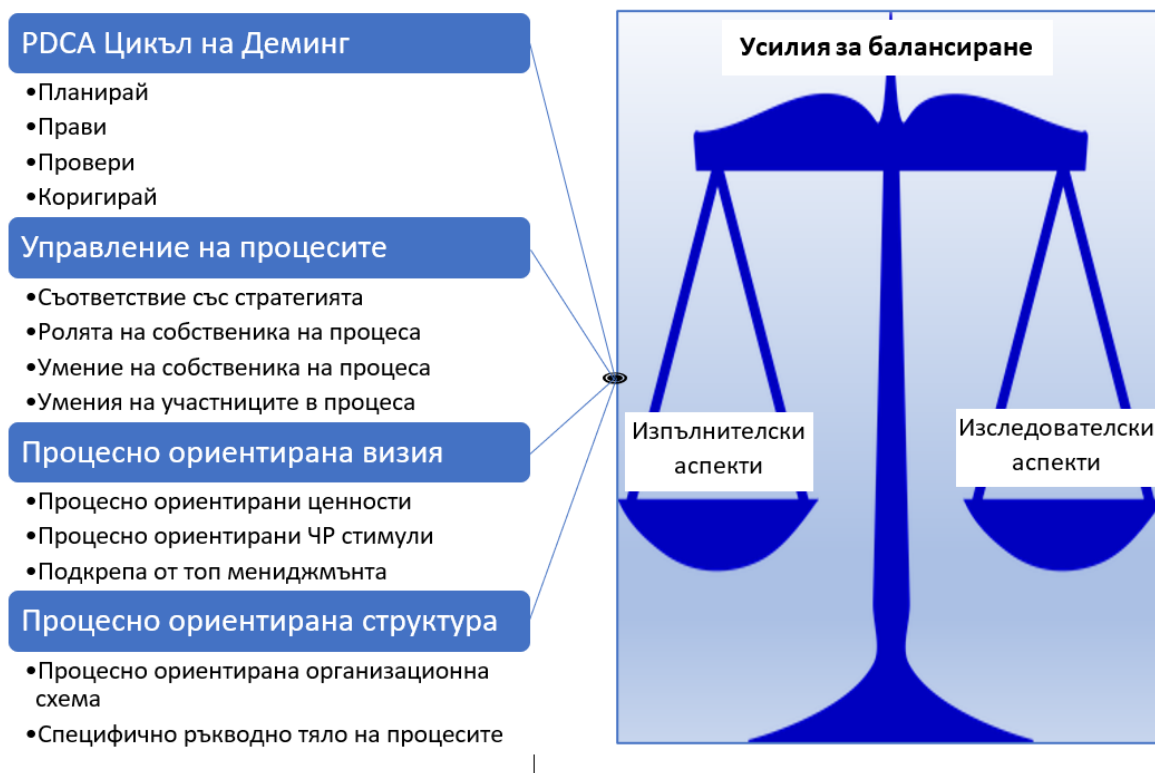 PDCA Цикъл на Деминг
•Планирай
•Прави
•Провери
•Коригирай
Управление на процесите
•Съответствие със стратегията
•Ролята на собственика на процеса
•Умение на собственика на процеса
•Умения на участниците в процеса
Процесно ориентирана визия
•Процесно ориентирани ценности
•Процесно ориентирани ЧР стимули
•Подкрепа от топ мениджмънта
Процесно ориентирана структура
•Процесно ориентирана организационна
схема
•Специфично ръководно тяло на процесите
Усилия за балансиране
Изпълнителски
аспекти
Изследователски
аспекти